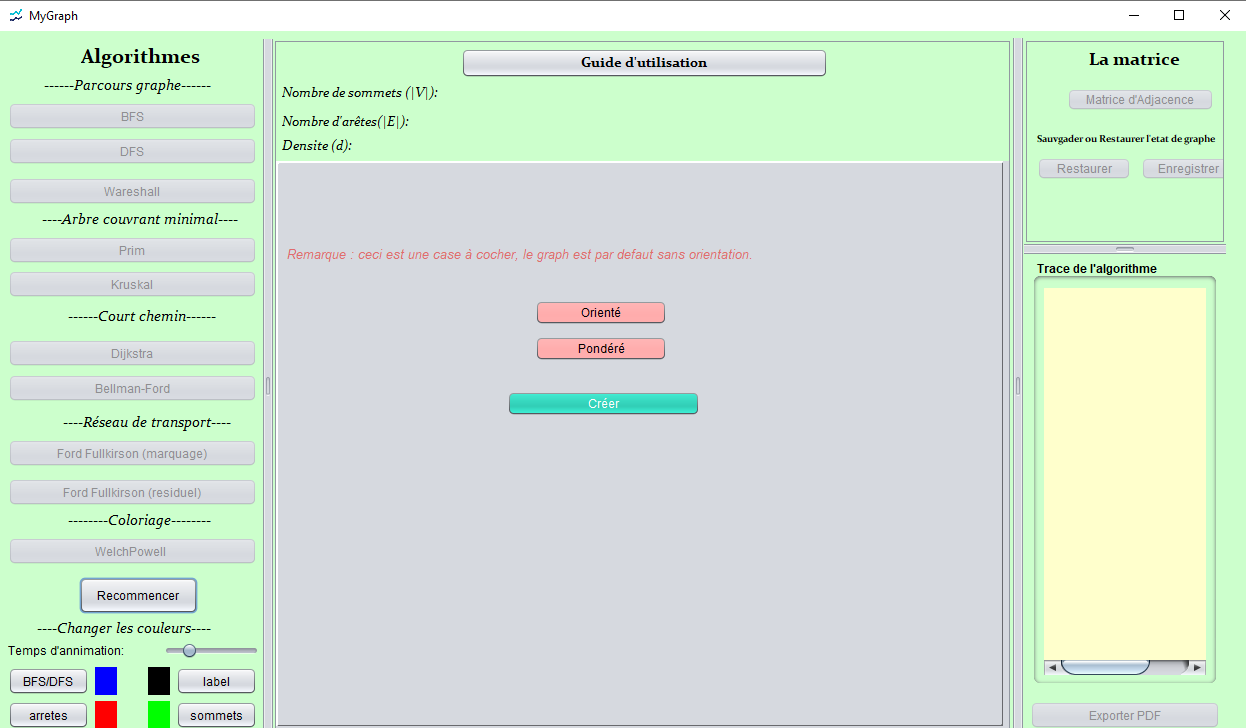 MyGraph
Algorithmes
------Parcours graphe------
BFS
DFS
Wareshall
----Arbre couvrant minimal----
Prim
Kruskal
------Court chemin------
Dijkstra
Bellman-Ford
----Réseau de transport----
Ford Fullkirson (marquage)
Ford Fullkirson (residuel)
--------Coloriage--------
WelchPowell
Recommencer
----Changer les couleurs----
Temps d'annimation:
BFS/DFS
label
arretes
sommets
Guide d'utilisation
Nombre de sommets (|V|):
Nombre d'arêtes(|E|):
Densite (d):
Remarque : ceci est une case à cocher, le graph est par defaut sans orientation.
Orienté
Pondéré
Créer
La matrice
Matrice d'Adjacence
Sauvgader ou Restaurer l'etat de graphe
Restaurer
Enregistrer
Trace de l'algorithme
Exporter PDF